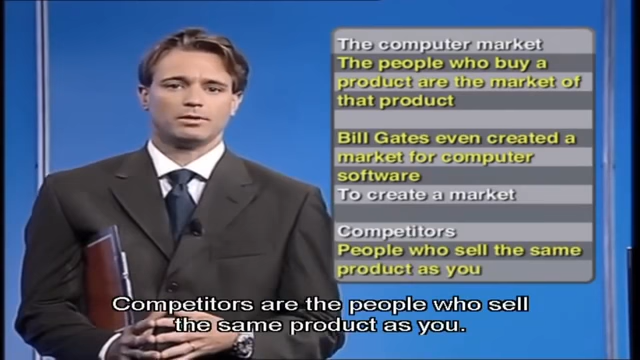 The computer market
The people who buy a
product are the market of
that product
Bill Gates even created a
market for computer
software
To create a market
Competitors
People who sell the same
product as you
Competitors are the people who sell
the same product as you.